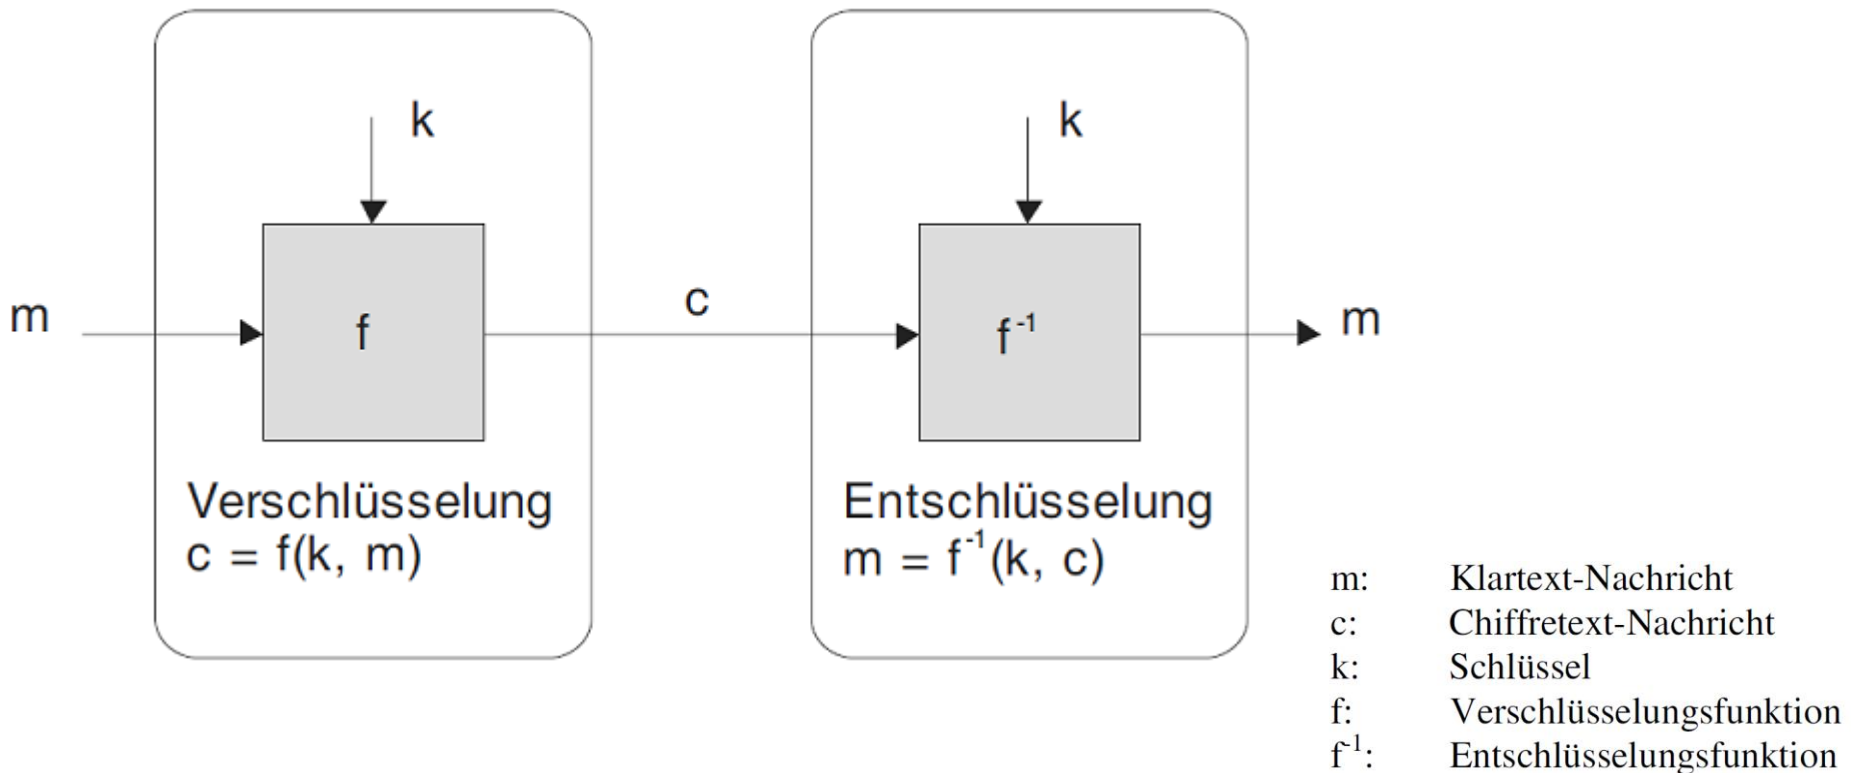 k
k
m
f
c
f⁻¹
m
Verschlüsselung
c = f(k, m)
Entschlüsselung
m = f⁻¹(k, c)
m: Klartext-Nachricht
c: Chiffretext-Nachricht
k: Schlüssel
f: Verschlüsselungsfunktion
f⁻¹: Entschlüsselungsfunktion